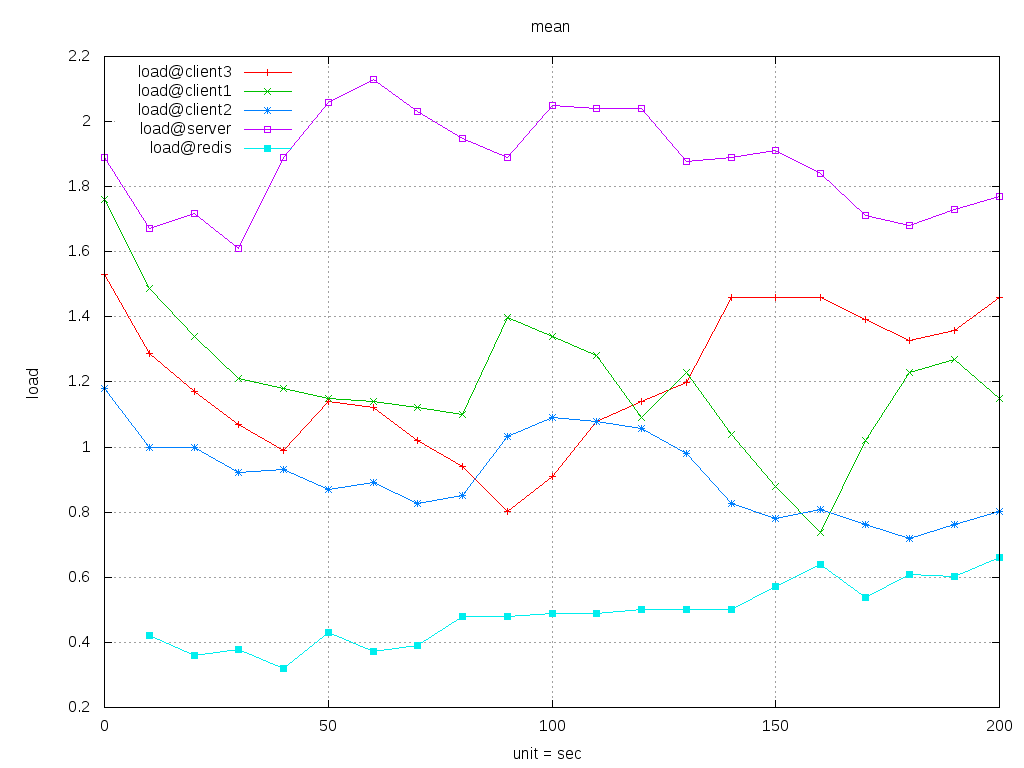 mean
load@client3
load@client1
load@client2
load@server
load@redis
2.2
2
1.8
1.6
1.4
1.2
1
0.8
0.6
0.4
0.2
load
0 50 100 150 200
unit = sec